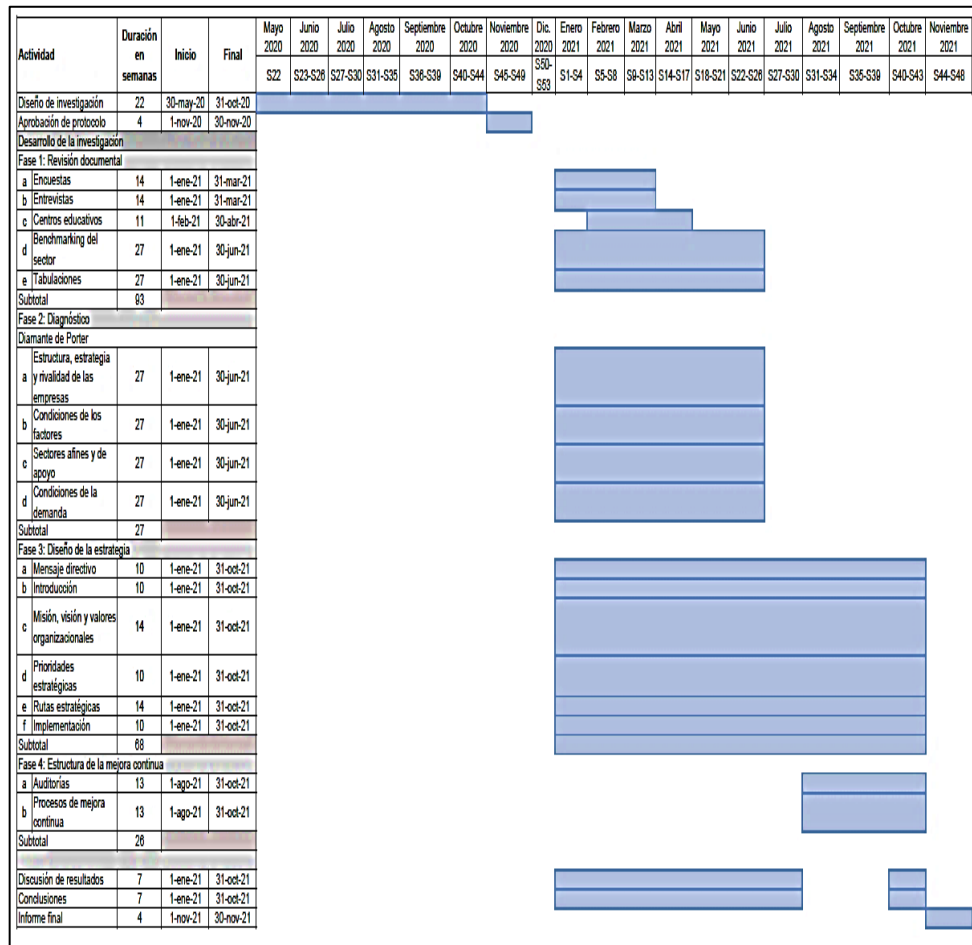 Actividad Duración en semanas Inicio Final Mayo 2020 Junio 2020 Julio 2020 Agosto 2020 Septiembre 2020 Octubre 2020 Noviembre 2020 Dic. 2020 Enero 2021 Febrero 2021 Marzo 2021 Abril 2021 Mayo 2021 Junio 2021 Julio 2021 Agosto 2021 Septiembre 2021 Octubre 2021 Noviembre 2021
S22 S23-S26 S27-S30 S31-S35 S36-S39 S40-S44 S45-S49 S50-S53 S1-S4 S5-S8 S9-S13 S14-S17 S18-S21 S22-S26 S27-S30 S31-S34 S35-S39 S40-S43 S44-S48
Diseño de investigación 22 30-may-20 31-oct-20
Aprobación de protocolo 4 1-nov-20 30-nov-20
Desarrollo de la investigación
Fase 1: Revisión documental
a Encuestas 14 1-ene-21 31-mar-21
b Entrevistas 14 1-ene-21 31-mar-21
c Centros educativos 11 1-feb-21 30-abr-21
d Benchmarking del sector 27 1-ene-21 30-jun-21
e Tabulaciones 27 1-ene-21 30-jun-21
Subtotal 93
Fase 2: Diagnóstico
Diamante de Porter
a Estructura, estrategia y rivalidad de las empresas 27 1-ene-21 30-jun-21
b Condiciones de los factores 27 1-ene-21 30-jun-21
c Sectores afines y de apoyo 27 1-ene-21 30-jun-21
d Condiciones de la demanda 27 1-ene-21 30-jun-21
Subtotal 27
Fase 3: Diseño de la estrategia
a Mensaje directivo 10 1-ene-21 31-oct-21
b Introducción 10 1-ene-21 31-oct-21
c Misión, visión y valores organizacionales 14 1-ene-21 31-oct-21
d Prioridades estratégicas 10 1-ene-21 31-oct-21
e Rutas estratégicas 14 1-ene-21 31-oct-21
f Implementación 10 1-ene-21 31-oct-21
Subtotal 68
Fase 4: Estructura de la mejora continua
a Auditorías 13 1-ago-21 31-oct-21
b Procesos de mejora continua 13 1-ago-21 31-oct-21
Subtotal 26
Discusión de resultados 7 1-ene-21 31-oct-21
Conclusiones 7 1-ene-21 31-oct-21
Informe final 4 1-nov-21 30-nov-21